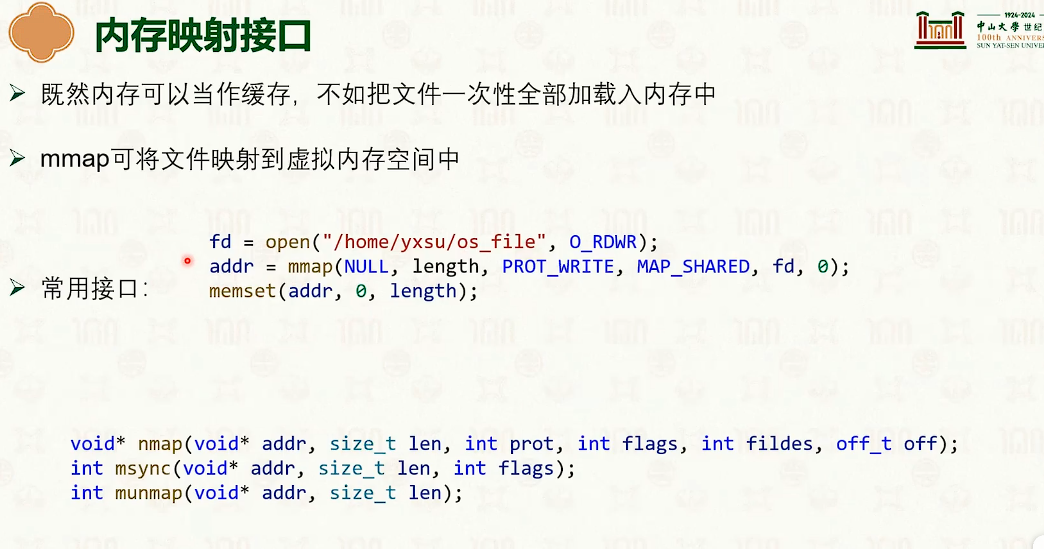 内存映射接口
1924-2024
中山大学 世纪
100th ANNIVERS
SUN YAT-SEN UNIVE
既然内存可以当作缓存，不如把文件一次性全部加载入内存中
mmap可将文件映射到虚拟内存空间中
fd = open("/home/yxsu/os_file", O_RDWR);
addr = mmap(NULL, length, PROT_WRITE, MAP_SHARED, fd, 0);
memset(addr, 0, length);
常用接口：
void* nmap(void* addr, size_t len, int prot, int flags, int fildes, off_t off);
int msync(void* addr, size_t len, int flags);
int munmap(void* addr, size_t len);